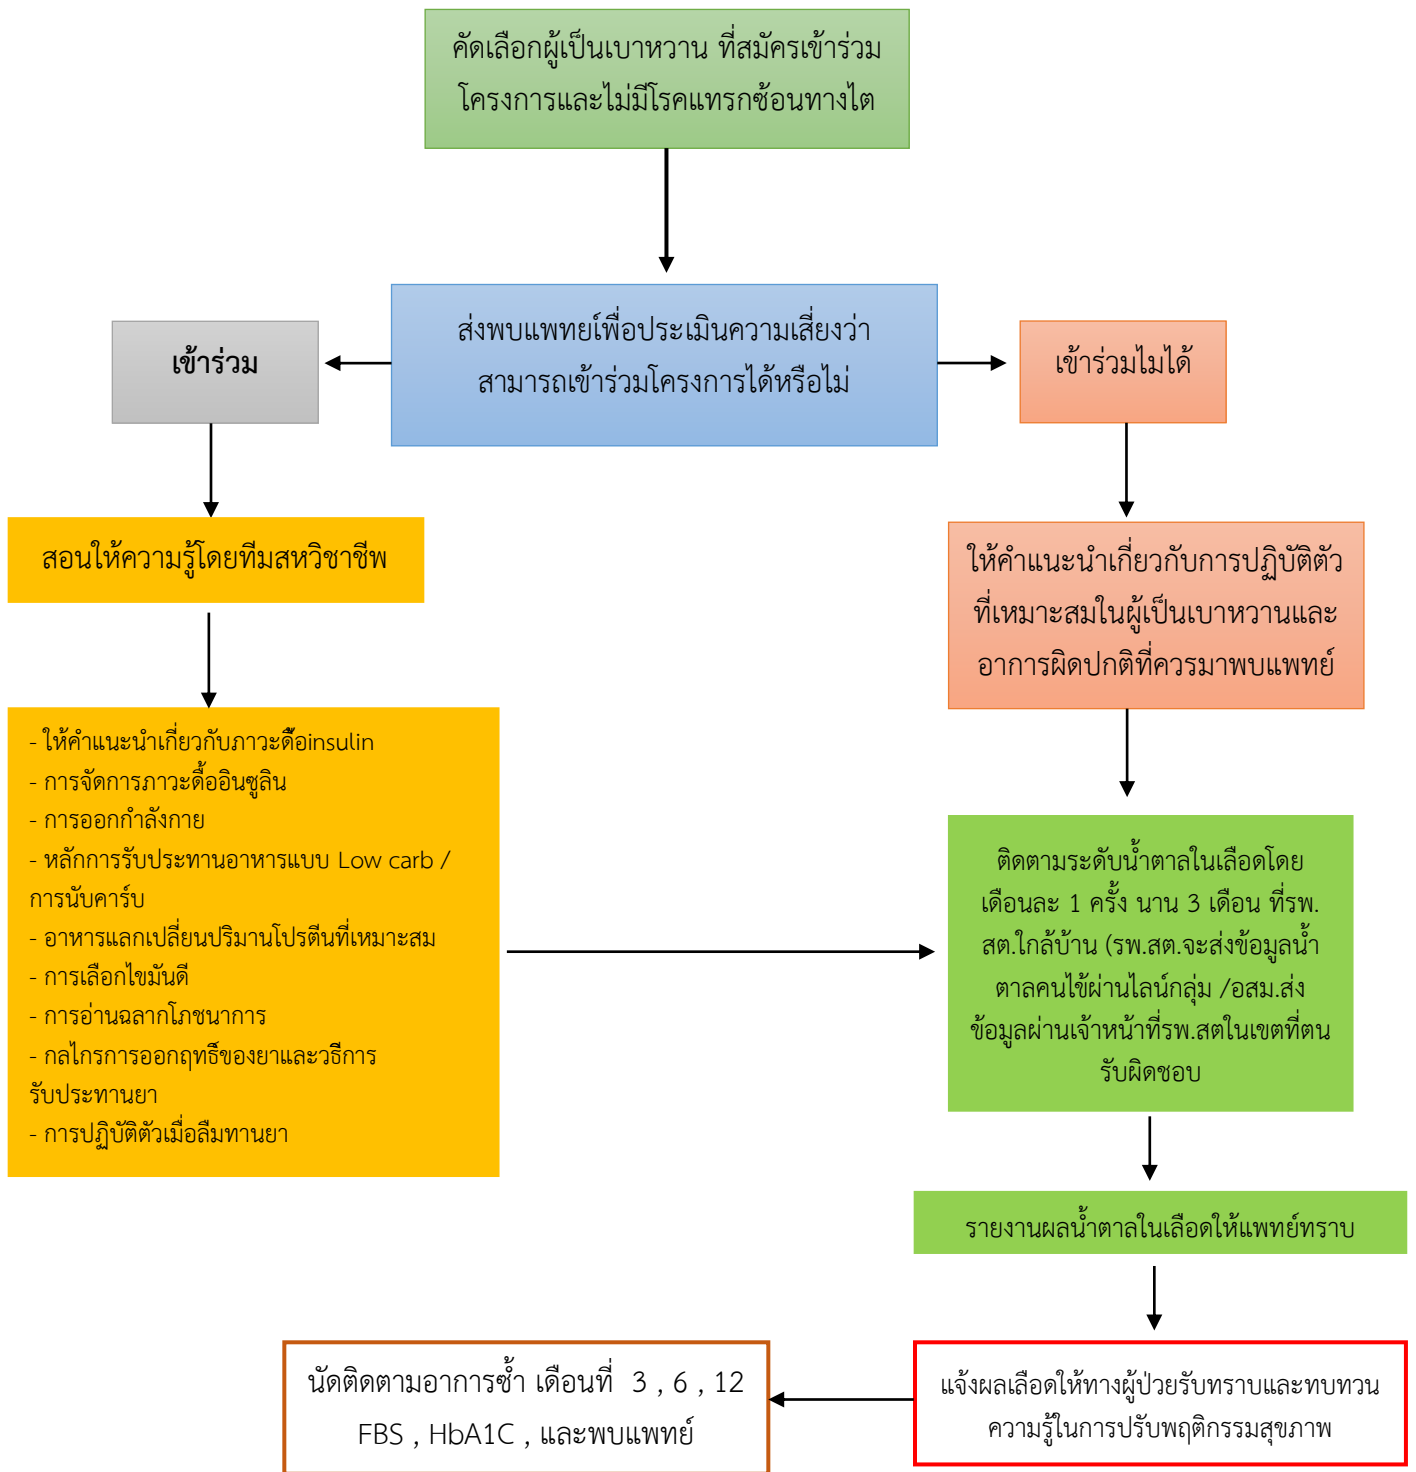 คัดเลือกผู้เป็นเบาหวาน ที่สมัครเข้าร่วม
โครงการและไม่มีโรคแทรกซ้อนทางไต
ส่งพบแพทย์เพื่อประเมินความเสี่ยงว่า
สามารถเข้าร่วมโครงการได้หรือไม่
เข้าร่วม
เข้าร่วมไมได้
สอนให้ความรู้โดยทีมสหวิชาชีพ
ให้คำแนะนำเกี่ยวกับการปฏิบัติตัว
ที่เหมาะสมในผู้เป็นเบาหวานและ
อาการผิดปกติที่ควรมาพบแพทย์
- ให้คำแนะนำเกี่ยวกับภาวะดื้อinsulin
- การจัดการภาวะดื้ออินซูลิน
- การออกกำลังกาย
- หลักการรับประทานอาหารแบบ Low carb /
การนับคาร์บ
- อาหารแลกเปลี่ยนปริมานโปรตีนที่เหมาะสม
- การเลือกไขมันดี
- การอ่านฉลากโภชนาการ
- กลไกรการออกฤทธิ์ของยาและวิธีการ
รับประทานยา
- การปฏิบัติตัวเมื่อลืมทานยา
ติดตามระดับน้ำตาลในเลือดโดย
เดือนละ 1 ครั้ง นาน 3 เดือน ที่รพ.
สต.ใกล้บ้าน (รพ.สต.จะส่งข้อมูลน้ำ
ตาลคนไข้ผ่านไลน์กลุ่ม /อสม.ส่ง
ข้อมูลผ่านเจ้าหน้าที่รพ.สตในเขตที่ตน
รับผิดชอบ
รายงานผลน้ำตาลในเลือดให้แพทย์ทราบ
แจ้งผลเลือดให้ทางผู้ป่วยรับทราบและทบทวน
ความรู้ในการปรับพฤติกรรมสุขภาพ
นัดติดตามอาการซ้ำ เดือนที่ 3 , 6 , 12
FBS , HbA1C , และพบแพทย์